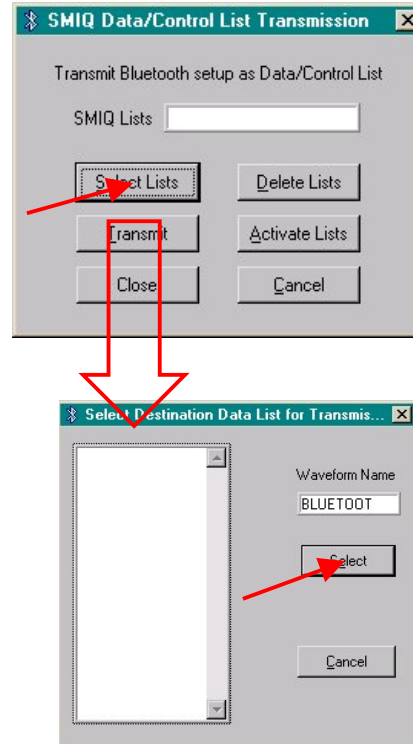 SMIQ Data/Control List Transmission
Transmit Bluetooth setup as Data/Control List
SMIQ Lists
Select Lists
Delete Lists
Transmit
Activate Lists
Close
Cancel
Select Destination Data List for Transmis...
Waveform Name
BLUETOOT
Select
Cancel